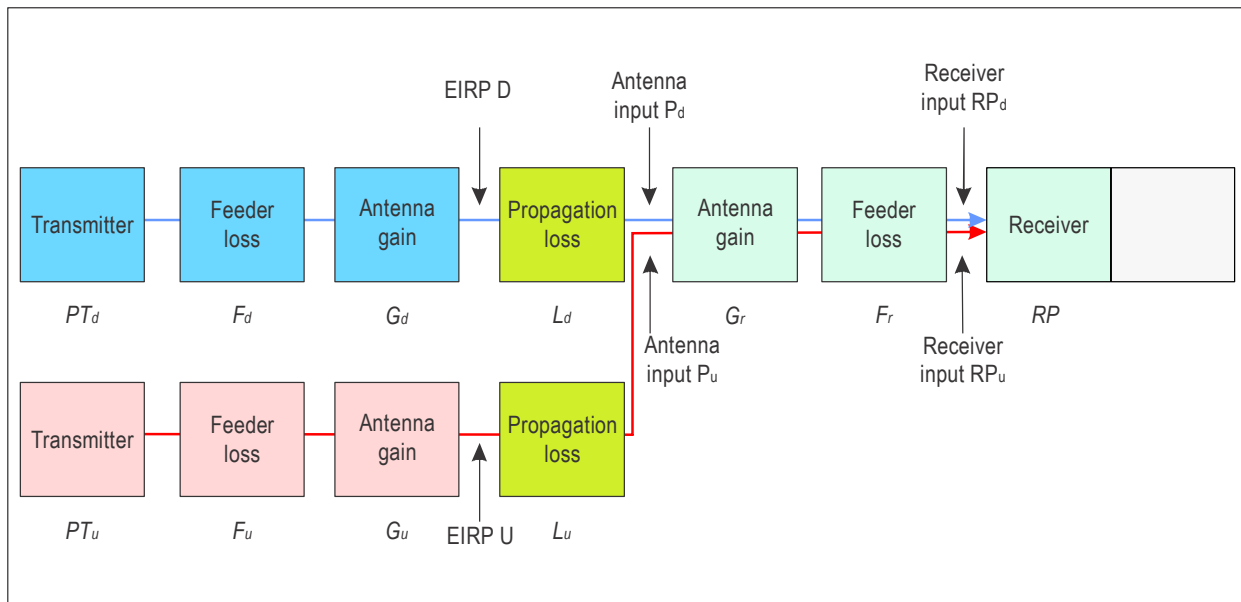 EIRP D
Antenna
input Pd
Receiver
input RPd
Transmitter
Feeder
loss
Antenna
gain
Propagation
loss
Antenna
gain
Feeder
loss
Receiver
PTd
Fd
Gd
Ld
Gr
Fr
RP
Antenna
input Pu
Receiver
input RPu
Transmitter
Feeder
loss
Antenna
gain
Propagation
loss
PTu
Fu
Gu
EIRP U
Lu